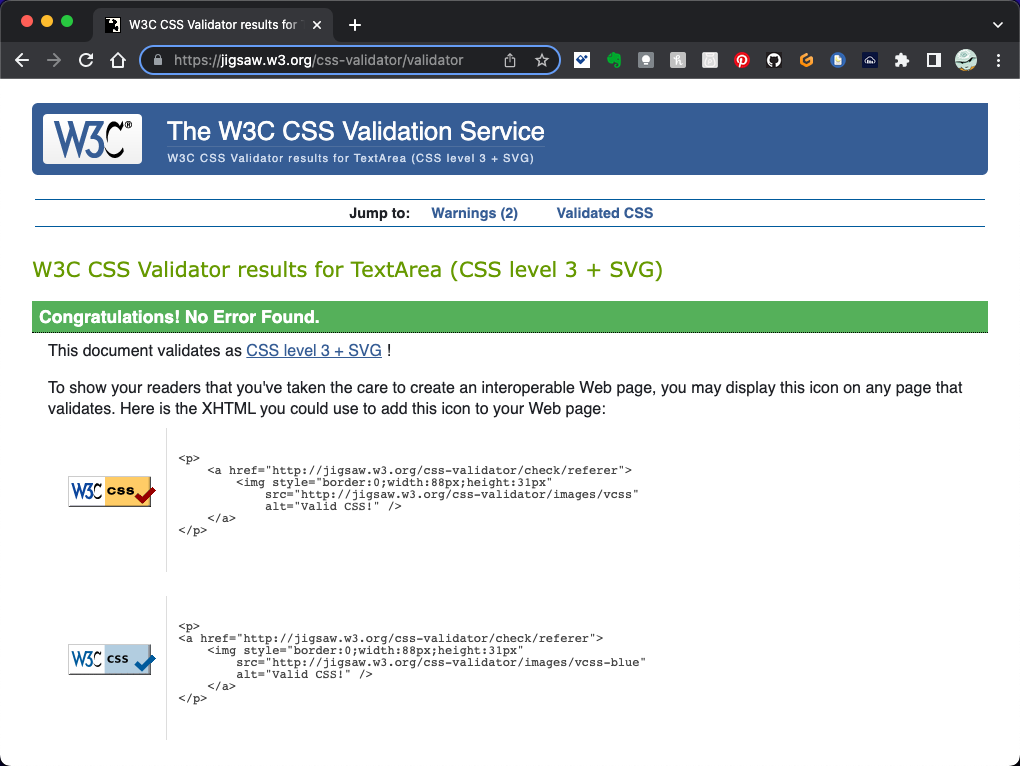 W3C CSS Validator results for
https://jigsaw.w3.org/css-validator/validator
W3C®
The W3C CSS Validation Service
W3C CSS Validator results for TextArea (CSS level 3 + SVG)
Jump to: Warnings (2) Validated CSS
W3C CSS Validator results for TextArea (CSS level 3 + SVG)
Congratulations! No Error Found.
This document validates as CSS level 3 + SVG !
To show your readers that you've taken the care to create an interoperable Web page, you may display this icon on any page that
validates. Here is the XHTML you could use to add this icon to your Web page:
W3C css
<p>
<a href="http://jigsaw.w3.org/css-validator/check/referer">
<img style="border:0;width:88px;height:31px"
src="http://jigsaw.w3.org/css-validator/images/vcss"
alt="Valid CSS!" />
</a>
</p>
W3C css
<p>
<a href="http://jigsaw.w3.org/css-validator/check/referer">
<img style="border:0;width:88px;height:31px"
src="http://jigsaw.w3.org/css-validator/images/vcss-blue"
alt="Valid CSS!" />
</a>
</p>